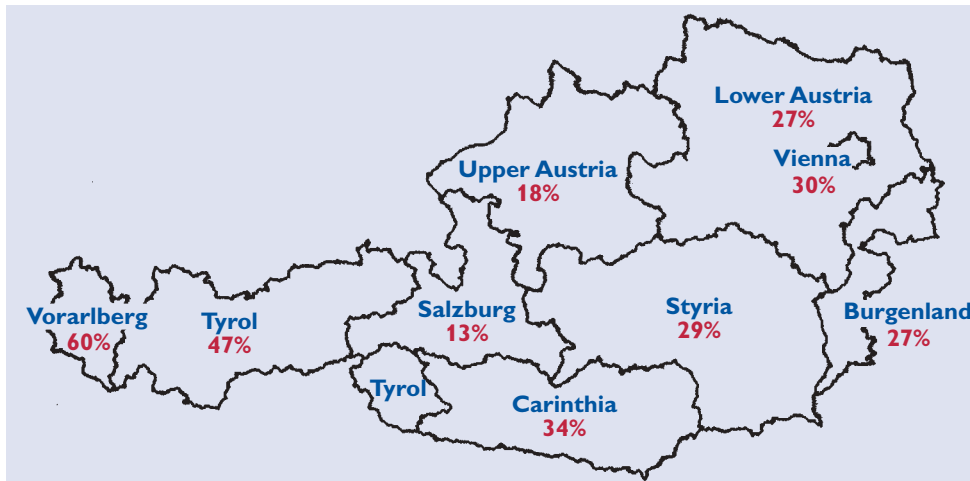 Lower Austria
27%
Vienna
30%
Upper Austria
18%
Vorarlberg
60%
Tyrol
47%
Salzburg
13%
Styria
29%
Burgenland
27%
Tyrol
Carinthia
34%